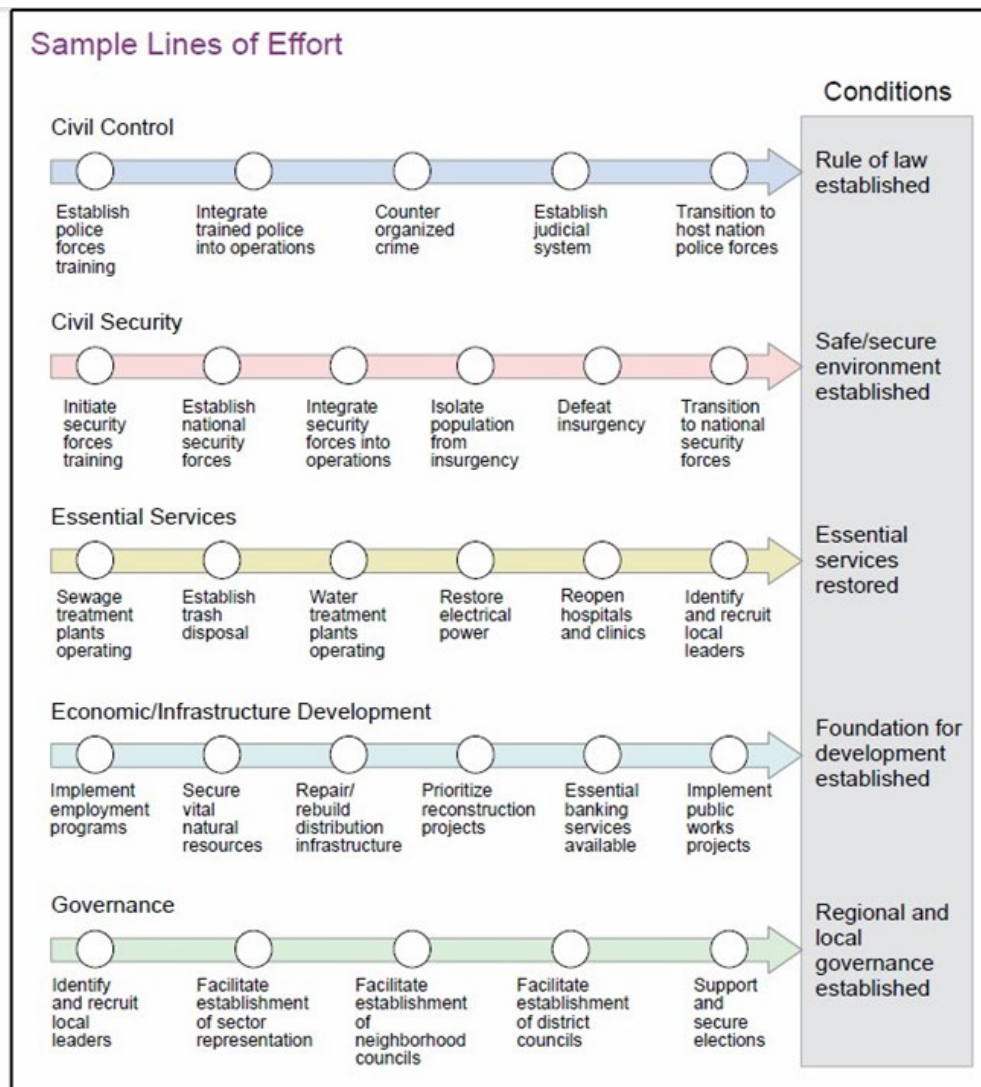 Sample Lines of Effort
Conditions
Civil Control
Establish
police
forces
training
Integrate
trained police
into operations
Counter
organized
crime
Establish
judicial
system
Transition to
host nation
police forces
Rule of law
established
Civil Security
Initiate
security
forces
training
Establish
national
security
forces
Integrate
security
forces into
operations
Isolate
population
from
insurgency
Defeat
insurgency
Transition
to national
security
forces
Safe/secure
environment
established
Essential Services
Sewage
treatment
plants
operating
Establish
trash
disposal
Water
treatment
plants
operating
Restore
electrical
power
Reopen
hospitals
and clinics
Identify
and recruit
local
leaders
Essential
services
restored
Economic/Infrastructure Development
Implement
employment
programs
Secure
vital
natural
resources
Repair/
rebuild
distribution
infrastructure
Prioritize
reconstruction
projects
Essential
banking
services
available
Implement
public
works
projects
Foundation for
development
established
Governance
Identify
and recruit
local
leaders
Facilitate
establishment
of sector
representation
Facilitate
establishment
of
neighborhood
councils
Facilitate
establishment
of district
councils
Support
and
secure
elections
Regional and
local
governance
established